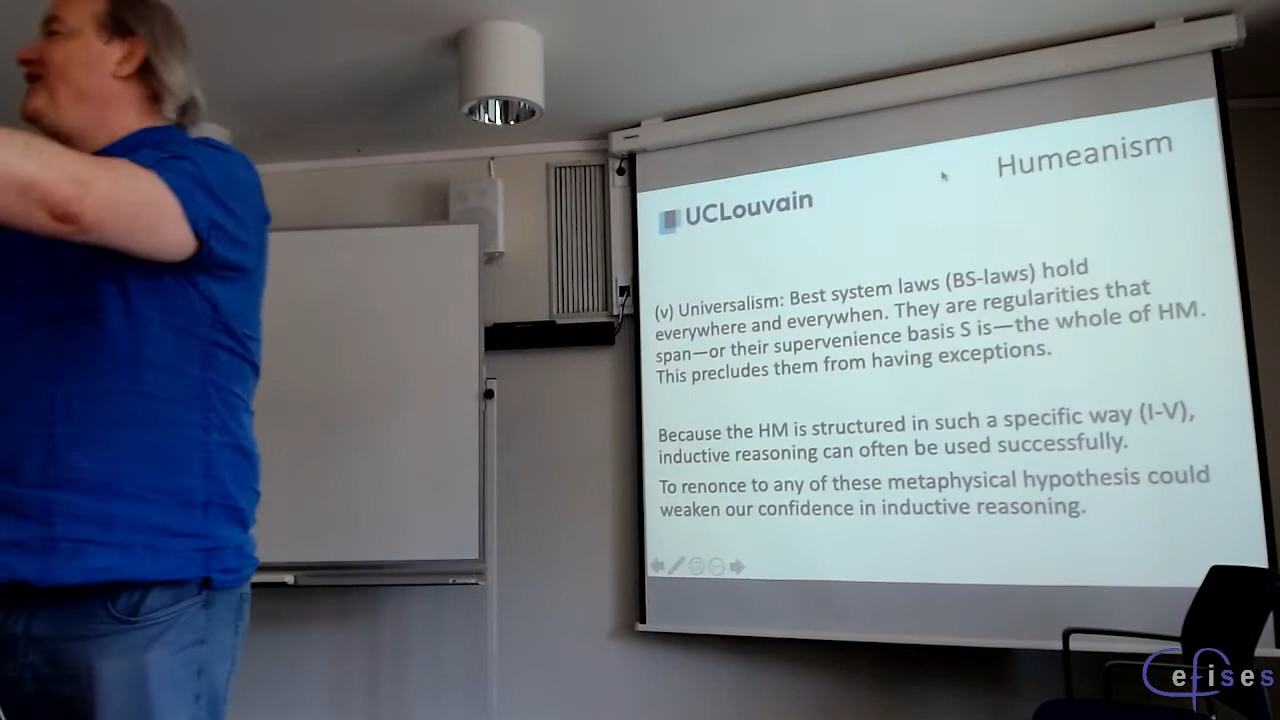 Humeanism
UCLouvain
(v) Universalism: Best system laws (BS-laws) hold
everywhere and everywhen. They are regularities that
span—or their supervenience basis S is—the whole of HM.
This precludes them from having exceptions.
Because the HM is structured in such a specific way (I-V),
inductive reasoning can often be used successfully.
To renonce to any of these metaphysical hypothesis could
weaken our confidence in inductive reasoning.
Cefises